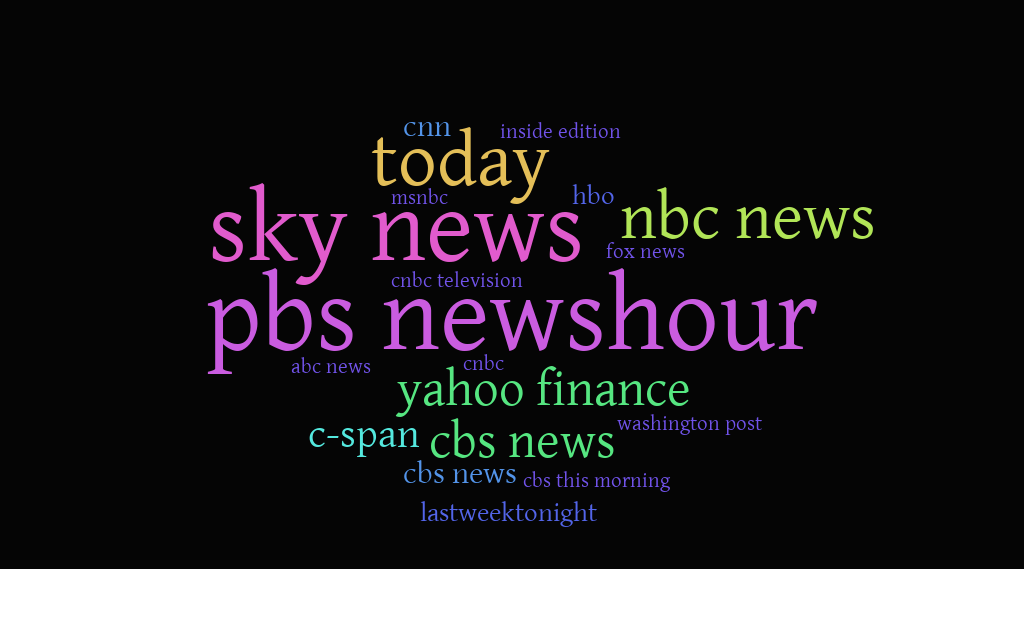 cnn
inside edition
today
msnbc
hbo
sky news
nbc news
fox news
cnbc television
pbs newshour
abc news
cnbc
yahoo finance
washington post
c-span
cbs news
cbs news
cbs this morning
lastweektonight